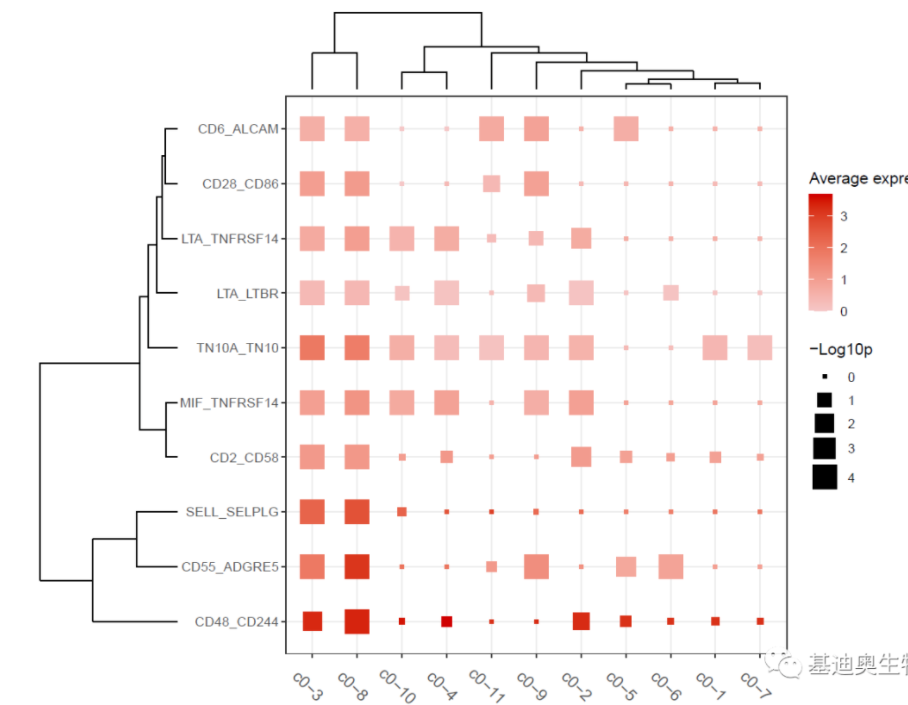 CD6_ALCAM
CD28_CD86
LTA_TNFRSF14
LTA_LTBR
TN10A_TN10
MIF_TNFRSF14
CD2_CD58
SELL_SELPLG
CD55_ADGRE5
CD48_CD244
c0-3 c0-8 c0-10 c0-4 c0-11 c0-9 c0-2 c0-5 c0-6 c0-1 c0-7
Average expre
3
2
1
0
-Log10p
0
1
2
3
4
基迪奥生